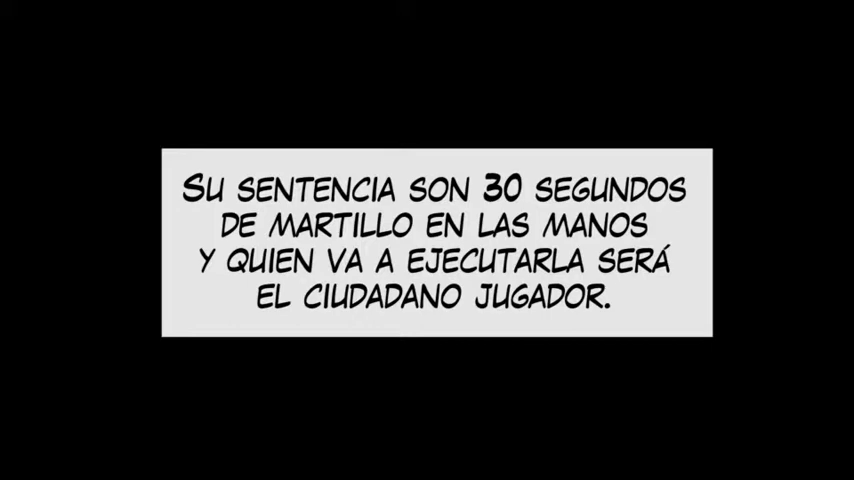 SU SENTENCIA SON 30 SEGUNDOS
DE MARTILLO EN LAS MANOS
Y QUIEN VA A EJECUTARLA SERÁ
EL CIUDADANO JUGADOR.